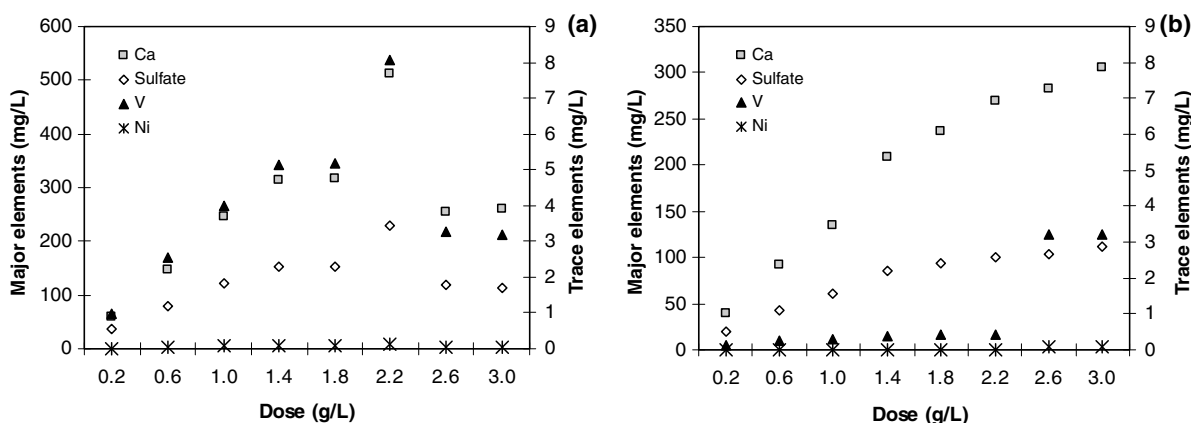 (a)
Major elements (mg/L)
600
500
400
300
200
100
0
Ca
Sulfate
V
Ni
9
8
7
6
5
4
3
2
1
0
Trace elements (mg/L)
0.2 0.6 1.0 1.4 1.8 2.2 2.6 3.0
Dose (g/L)
(b)
Major elements (mg/L)
350
300
250
200
150
100
50
0
Ca
Sulfate
V
Ni
9
8
7
6
5
4
3
2
1
0
Trace elements (mg/L)
0.2 0.6 1.0 1.4 1.8 2.2 2.6 3.0
Dose (g/L)